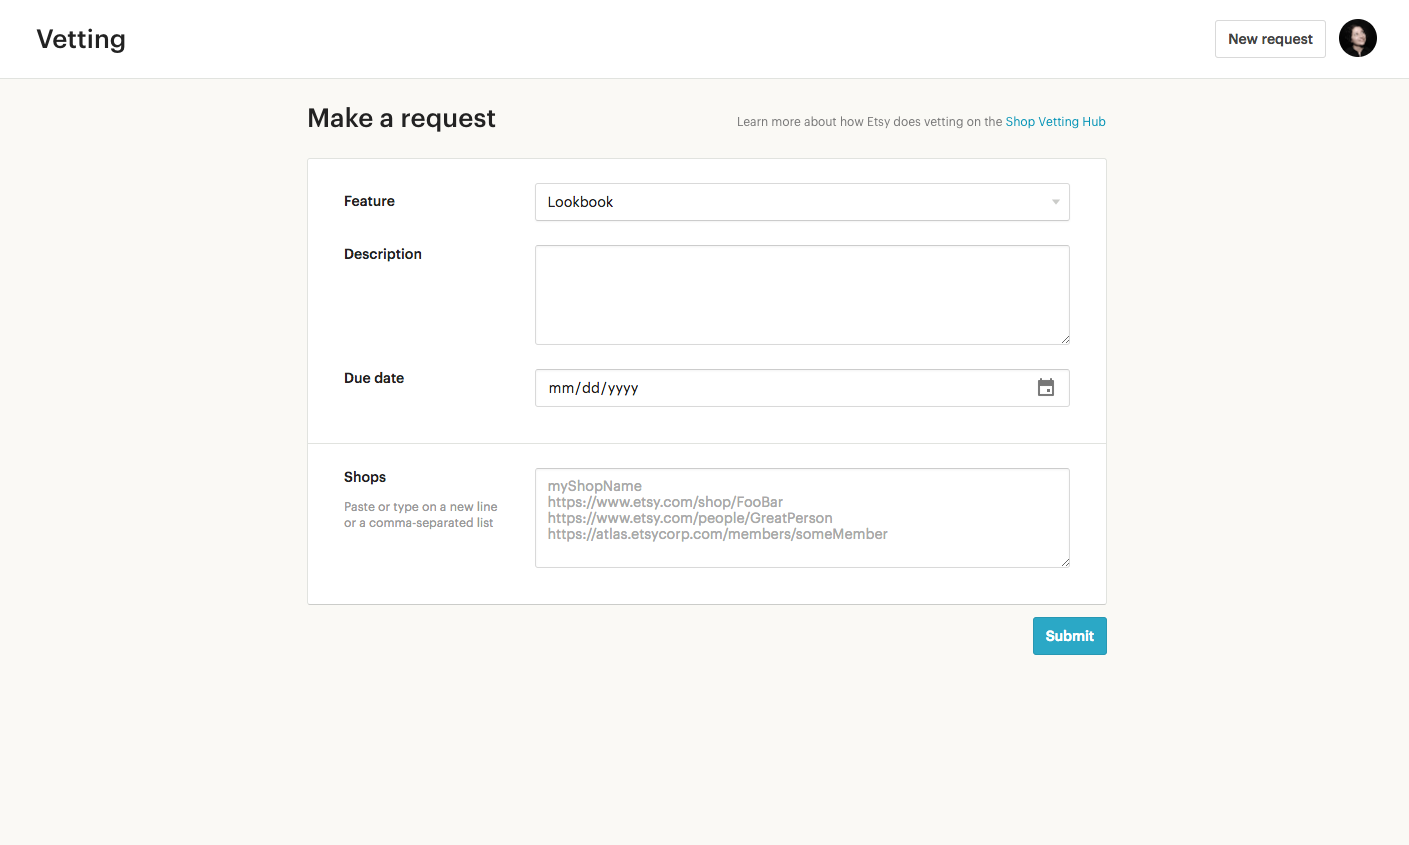 Vetting
New request
Make a request
Learn more about how Etsy does vetting on the Shop Vetting Hub
Feature
Lookbook
Description
Due date
mm/dd/yyyy
Shops
Paste or type on a new line
or a comma-separated list
myShopName
https://www.etsy.com/shop/FooBar
https://www.etsy.com/people/GreatPerson
https://atlas.etsycorp.com/members/someMember
Submit